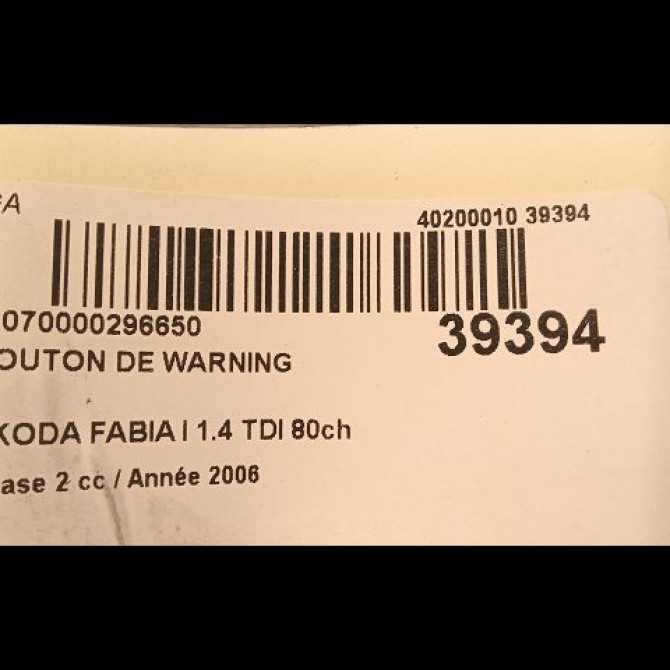 40200010 39394
070000296650
39394
OUTON DE WARNING
KODA FABIA I 1.4 TDI 80ch
ase 2 cc / Année 2006